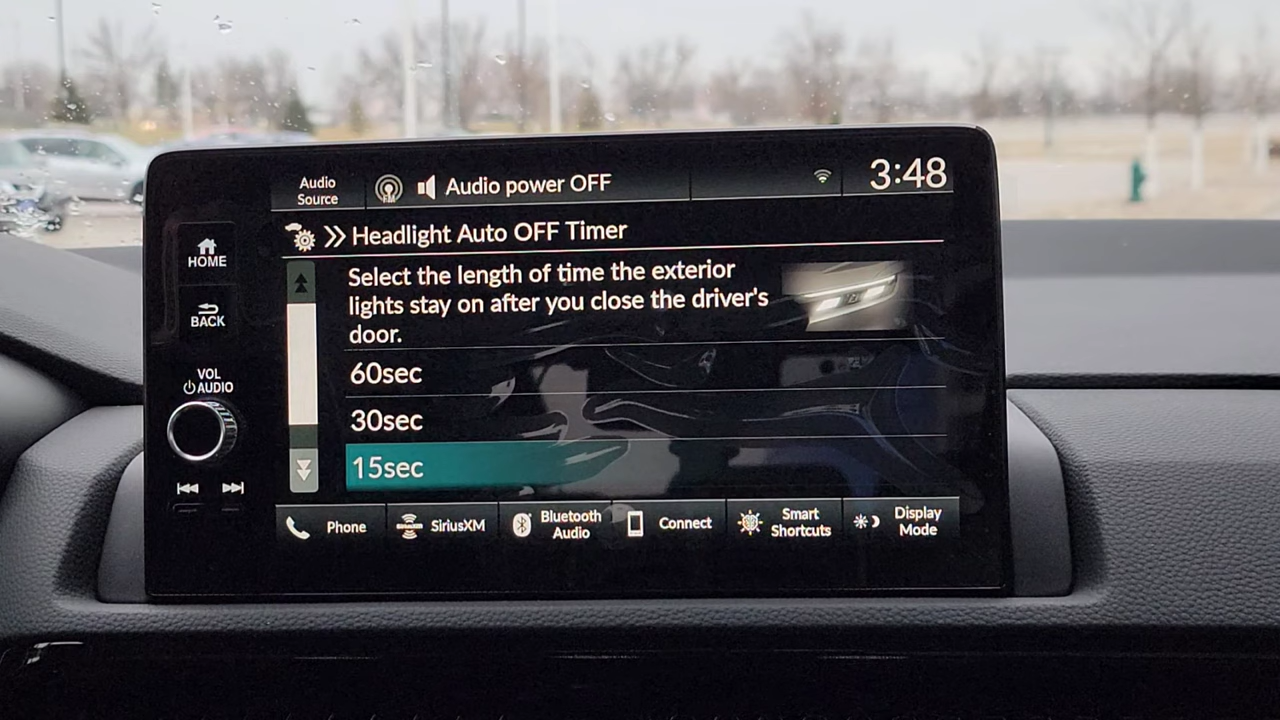 Audio
Source
FM
Audio power OFF
3:48
HOME
Headlight Auto OFF Timer
Select the length of time the exterior
lights stay on after you close the driver's
door.
BACK
VOL
AUDIO
60sec
30sec
15sec
Phone
SiriusXM
Bluetooth
Audio
Connect
Smart
Shortcuts
Display
Mode